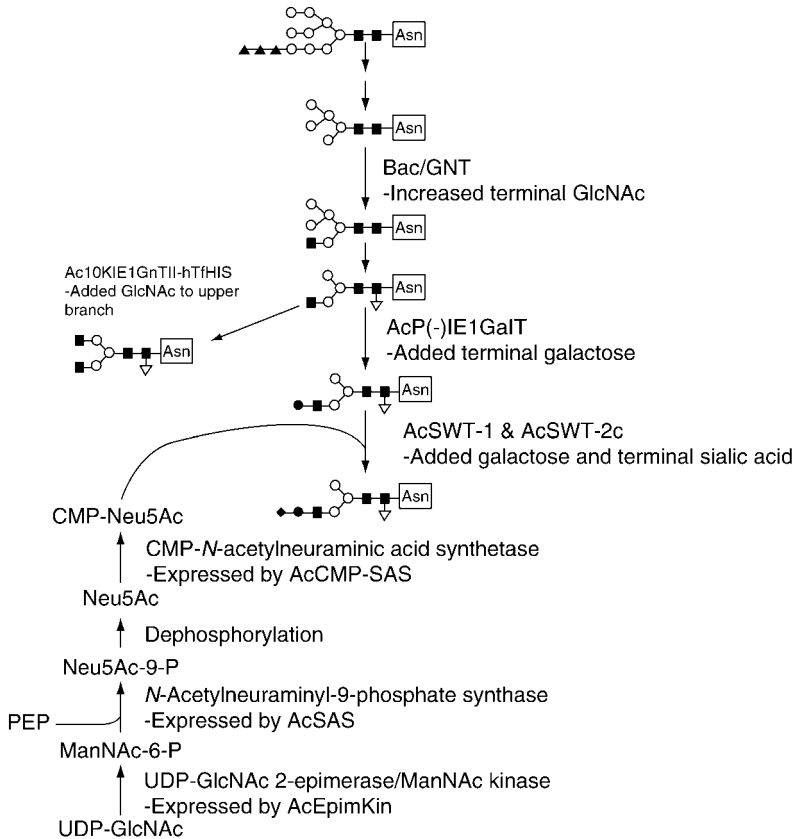 Asn
Asn
Bac/GNT
-Increased terminal GlcNAc
Asn
Ac10KIE1GnTII-hTfHIS
-Added GlcNAc to upper
branch
Asn
Asn
AcP(-)IE1GalT
-Added terminal galactose
Asn
AcSWT-1 & AcSWT-2c
-Added galactose and terminal sialic acid
Asn
CMP-Neu5Ac
CMP-N-acetylneuraminic acid synthetase
-Expressed by AcCMP-SAS
Neu5Ac
Dephosphorylation
Neu5Ac-9-P
N-Acetylneuraminyl-9-phosphate synthase
-Expressed by AcSAS
PEP
ManNAc-6-P
UDP-GlcNAc 2-epimerase/ManNAc kinase
-Expressed by AcEpimKin
UDP-GlcNAc